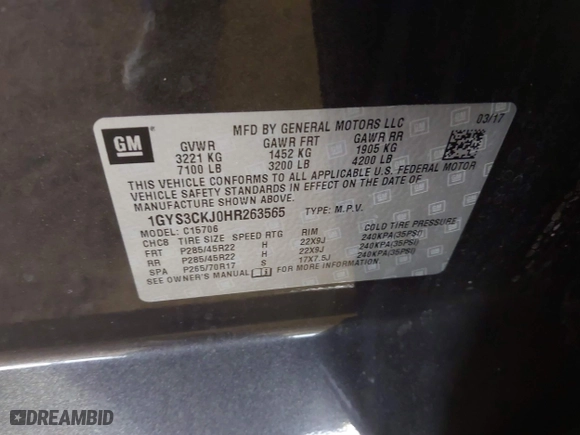 GM
MFD BY GENERAL MOTORS LLC 03/17
GVWR GAWR FRT GAWR RR
3221 KG 1452 KG 1905 KG
7100 LB 3200 LB 4200 LB
THIS VEHICLE CONFORMS TO ALL APPLICABLE U.S. FEDERAL MOTOR
VEHICLE SAFETY STANDARDS IN EFFECT ON THE DATE OF
MANUFACTURE SHOWN ABOVE.
1GYS3CKJ0HR263565 TYPE: M.P.V.
MODEL: C15706
CHCB TIRE SIZE SPEED RTG RIM COLD TIRE PRESSURE
FRT P285/45R22 H 22X9J 240KPA(35PSI)
RR P285/45R22 H 22X9J 240KPA(35PSI)
SPA P265/70R17 S 17X7.5J 240KPA(35PSI)
SEE OWNER'S MANUAL FOR MORE INFORMATION
DREAMBID